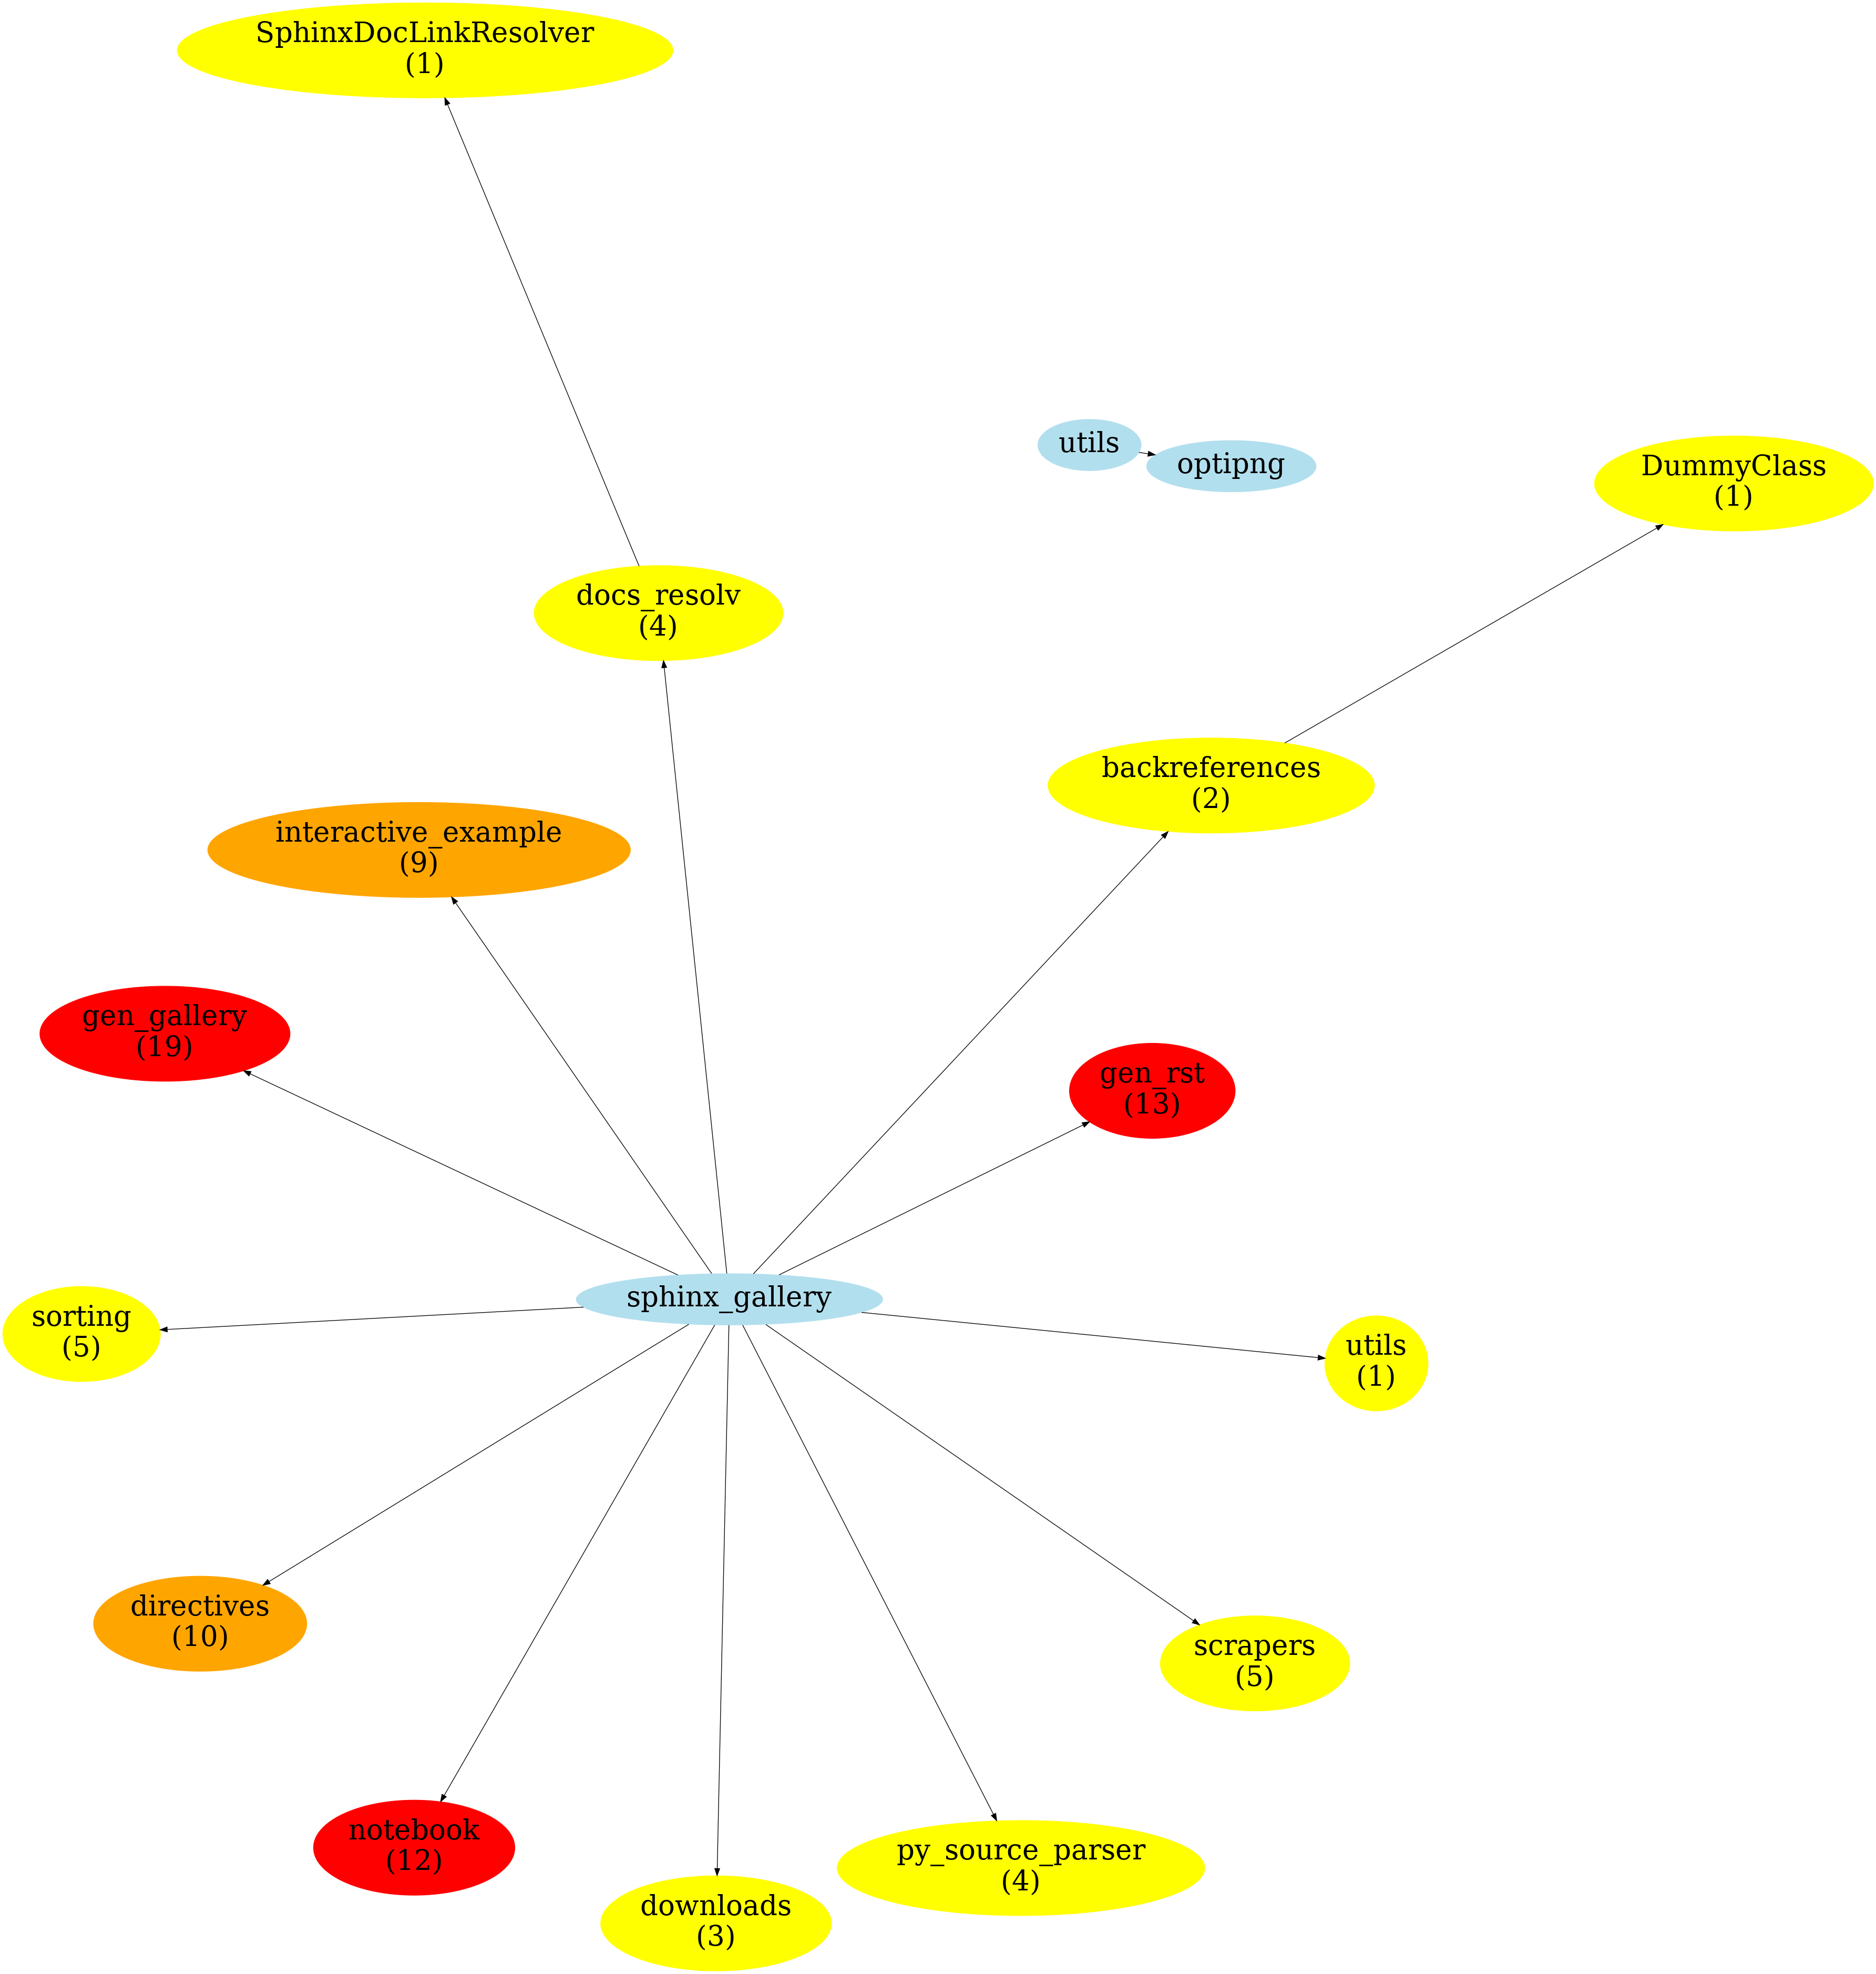 SphinxDocLinkResolver
(1)
utils
optipng
DummyClass
(1)
docs_resolv
(4)
backreferences
(2)
interactive_example
(9)
gen_gallery
(19)
gen_rst
(13)
sphinx_gallery
sorting
(5)
utils
(1)
directives
(10)
scrapers
(5)
notebook
(12)
py_source_parser
(4)
downloads
(3)